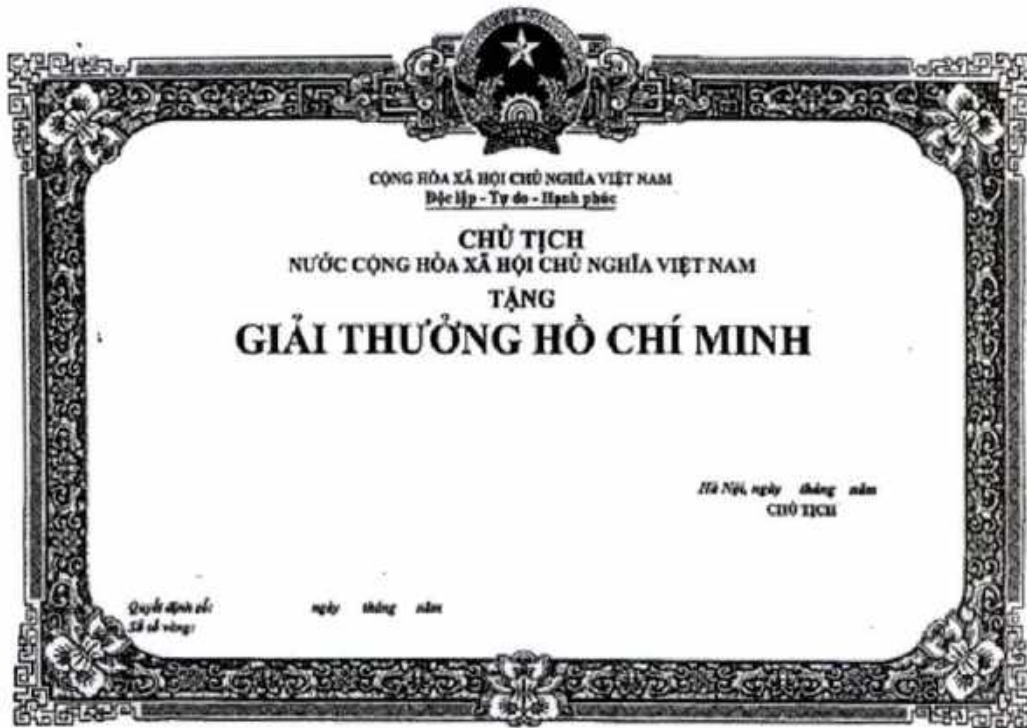 CỘNG HÒA XÃ HỘI CHỦ NGHĨA VIỆT NAM
Độc lập - Tự do - Hạnh phúc
CHỦ TỊCH
NƯỚC CỘNG HÒA XÃ HỘI CHỦ NGHĨA VIỆT NAM
TẶNG
GIẢI THƯỞNG HỒ CHÍ MINH
Hà Nội, ngày tháng năm
CHỦ TỊCH
Quyết định số: ngày tháng năm
Số sổ vàng: